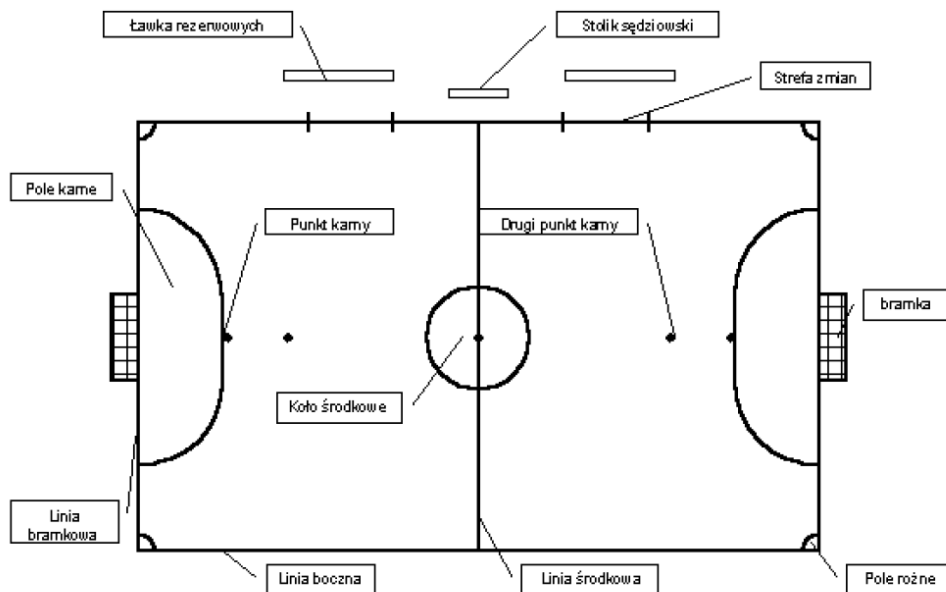 Ławka rezerwowych
Stolik sędziowski
Strefa zmian
Pole karne
Punkt karny
Drugi punkt karny
bramka
Koło środkowe
Linia
bramkowa
Linia boczna
Linia środkowa
Pole rożne